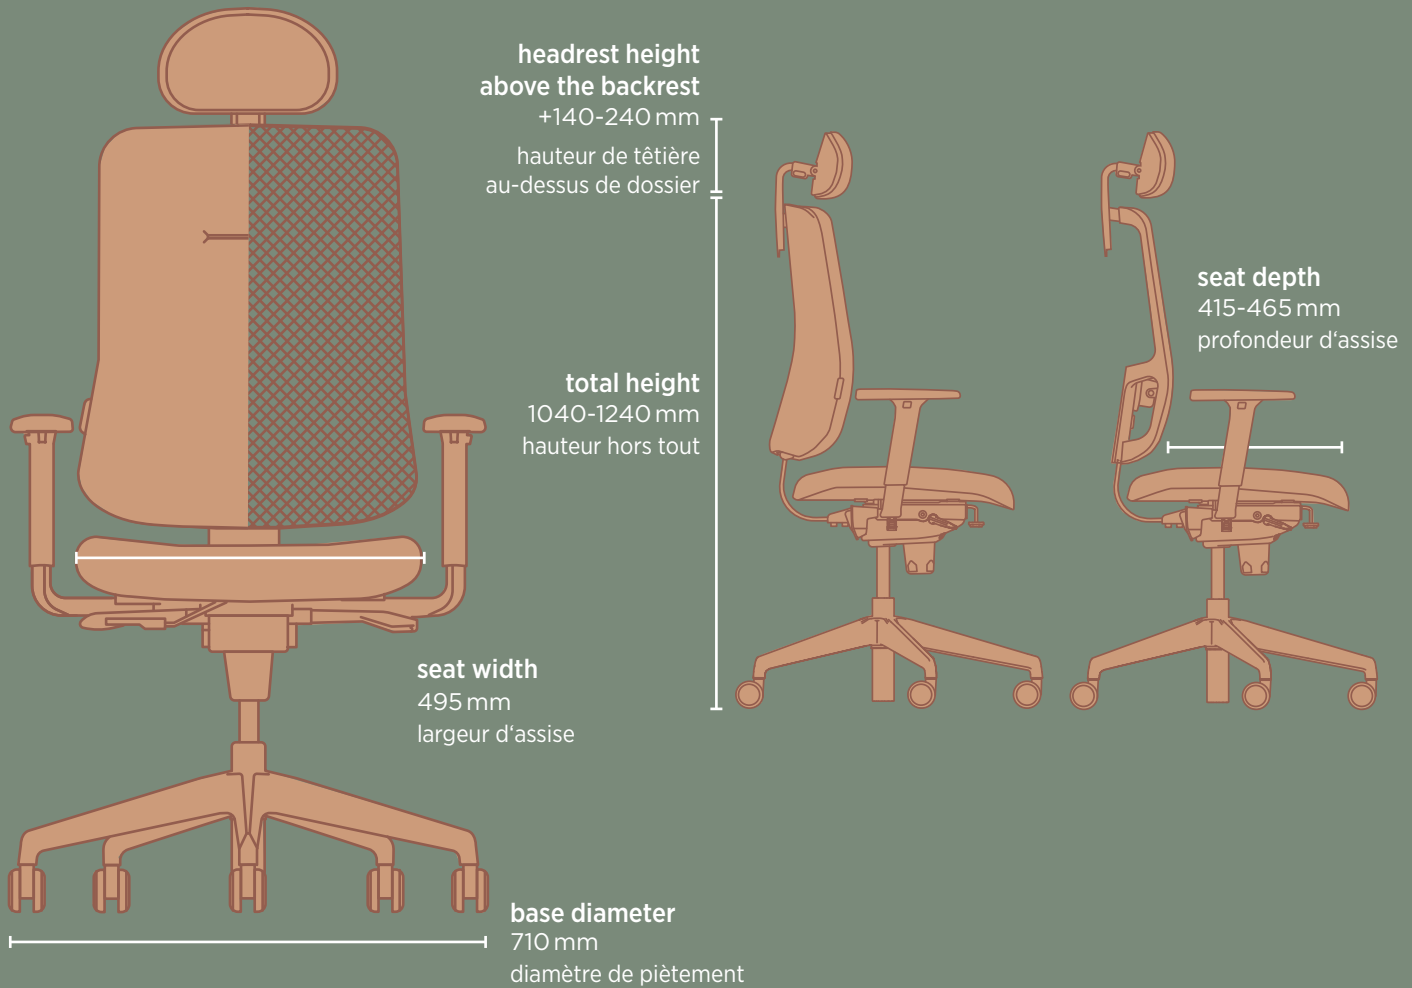 headrest height
above the backrest
+140-240 mm
hauteur de têtière
au-dessus de dossier
total height
1040-1240 mm
hauteur hors tout
seat depth
415-465 mm
profondeur d‘assise
seat width
495 mm
largeur d‘assise
base diameter
710 mm
diamètre de piètement